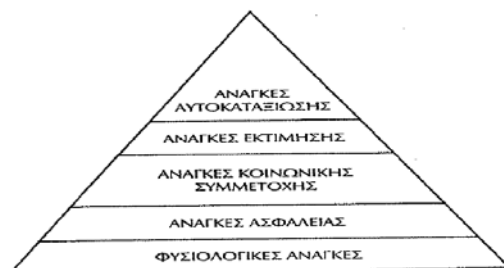 ΑΝΑΓΚΕΣ
ΑΥΤΟΚΑΤΑΞΙΩΣΗΣ
ΑΝΑΓΚΕΣ ΕΚΤΙΜΗΣΗΣ
ΑΝΑΓΚΕΣ ΚΟΙΝΩΝΙΚΗΣ
ΣΥΜΜΕΤΟΧΗΣ
ΑΝΑΓΚΕΣ ΑΣΦΑΛΕΙΑΣ
ΦΥΣΙΟΛΟΓΙΚΕΣ ΑΝΑΓΚΕΣ